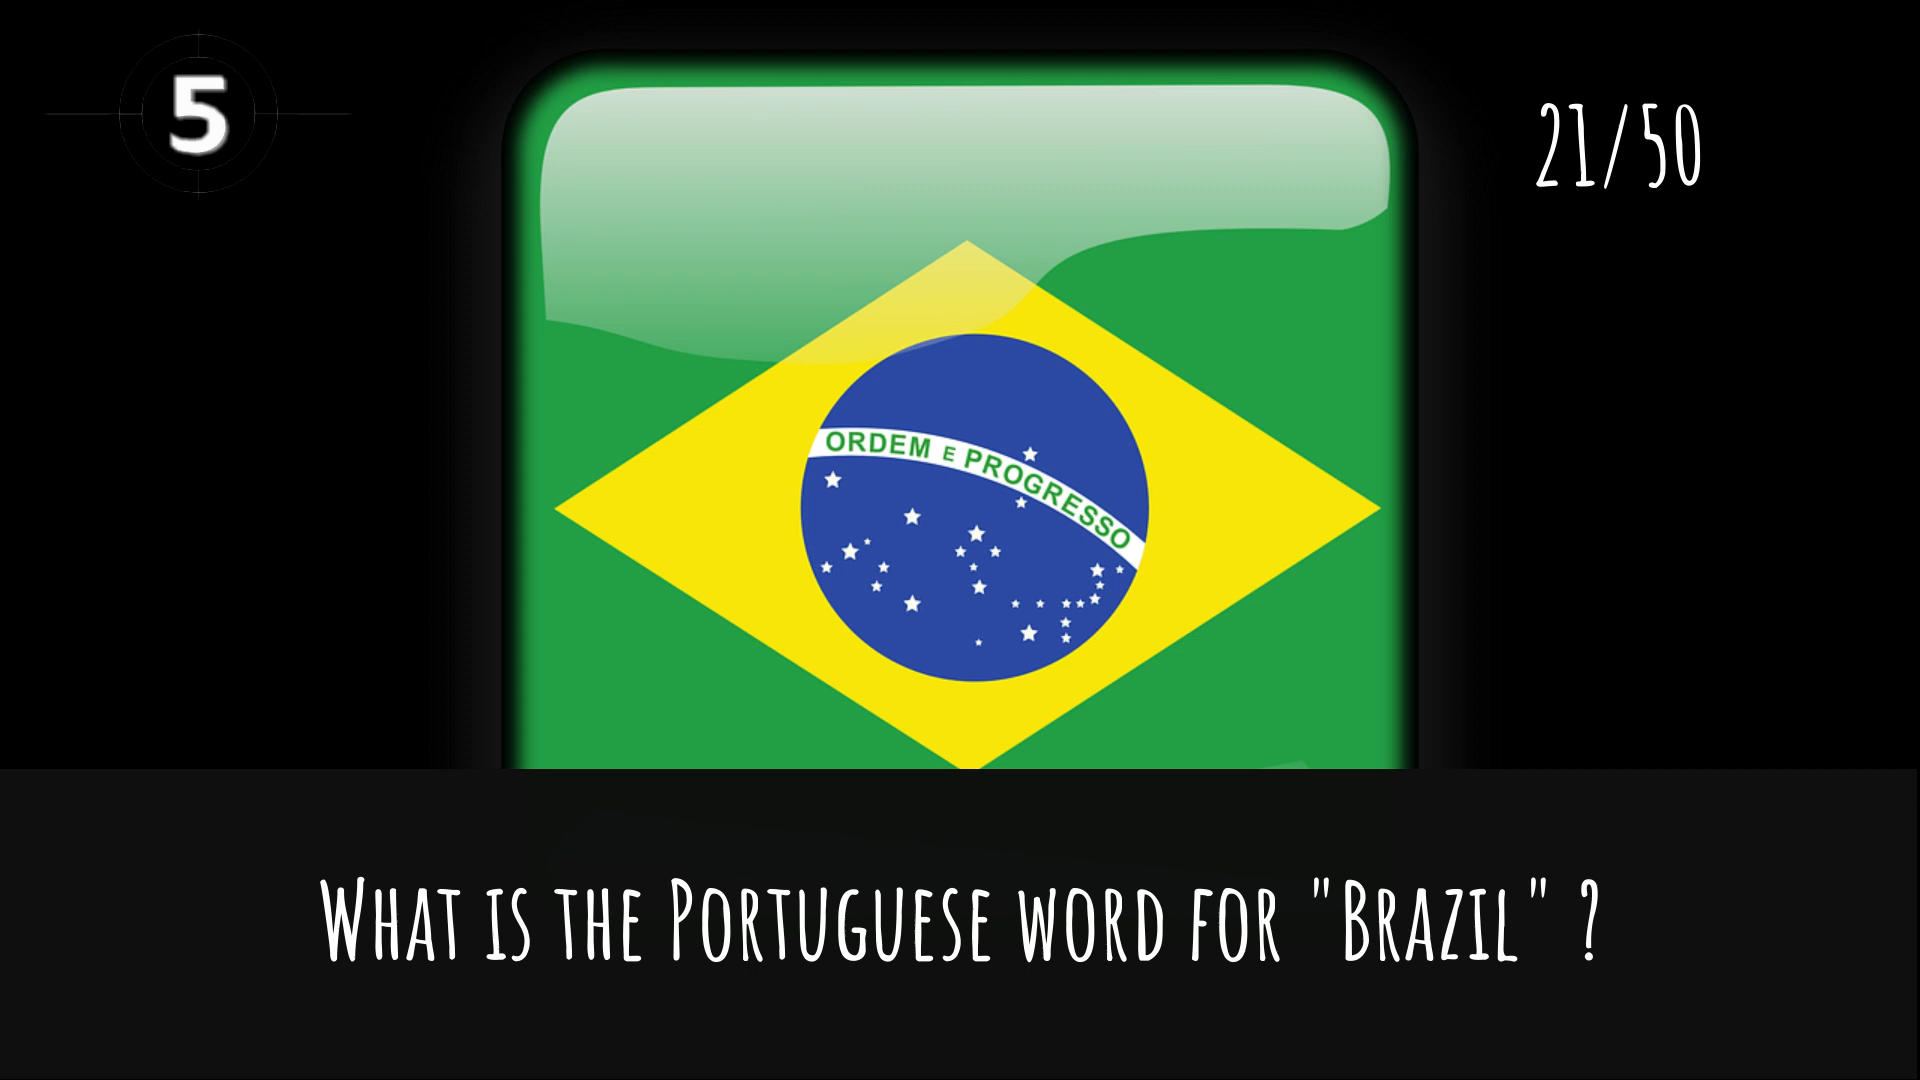 5
21/50
ORDEM E PROGRESSO
What is the Portuguese word for "Brazil" ?